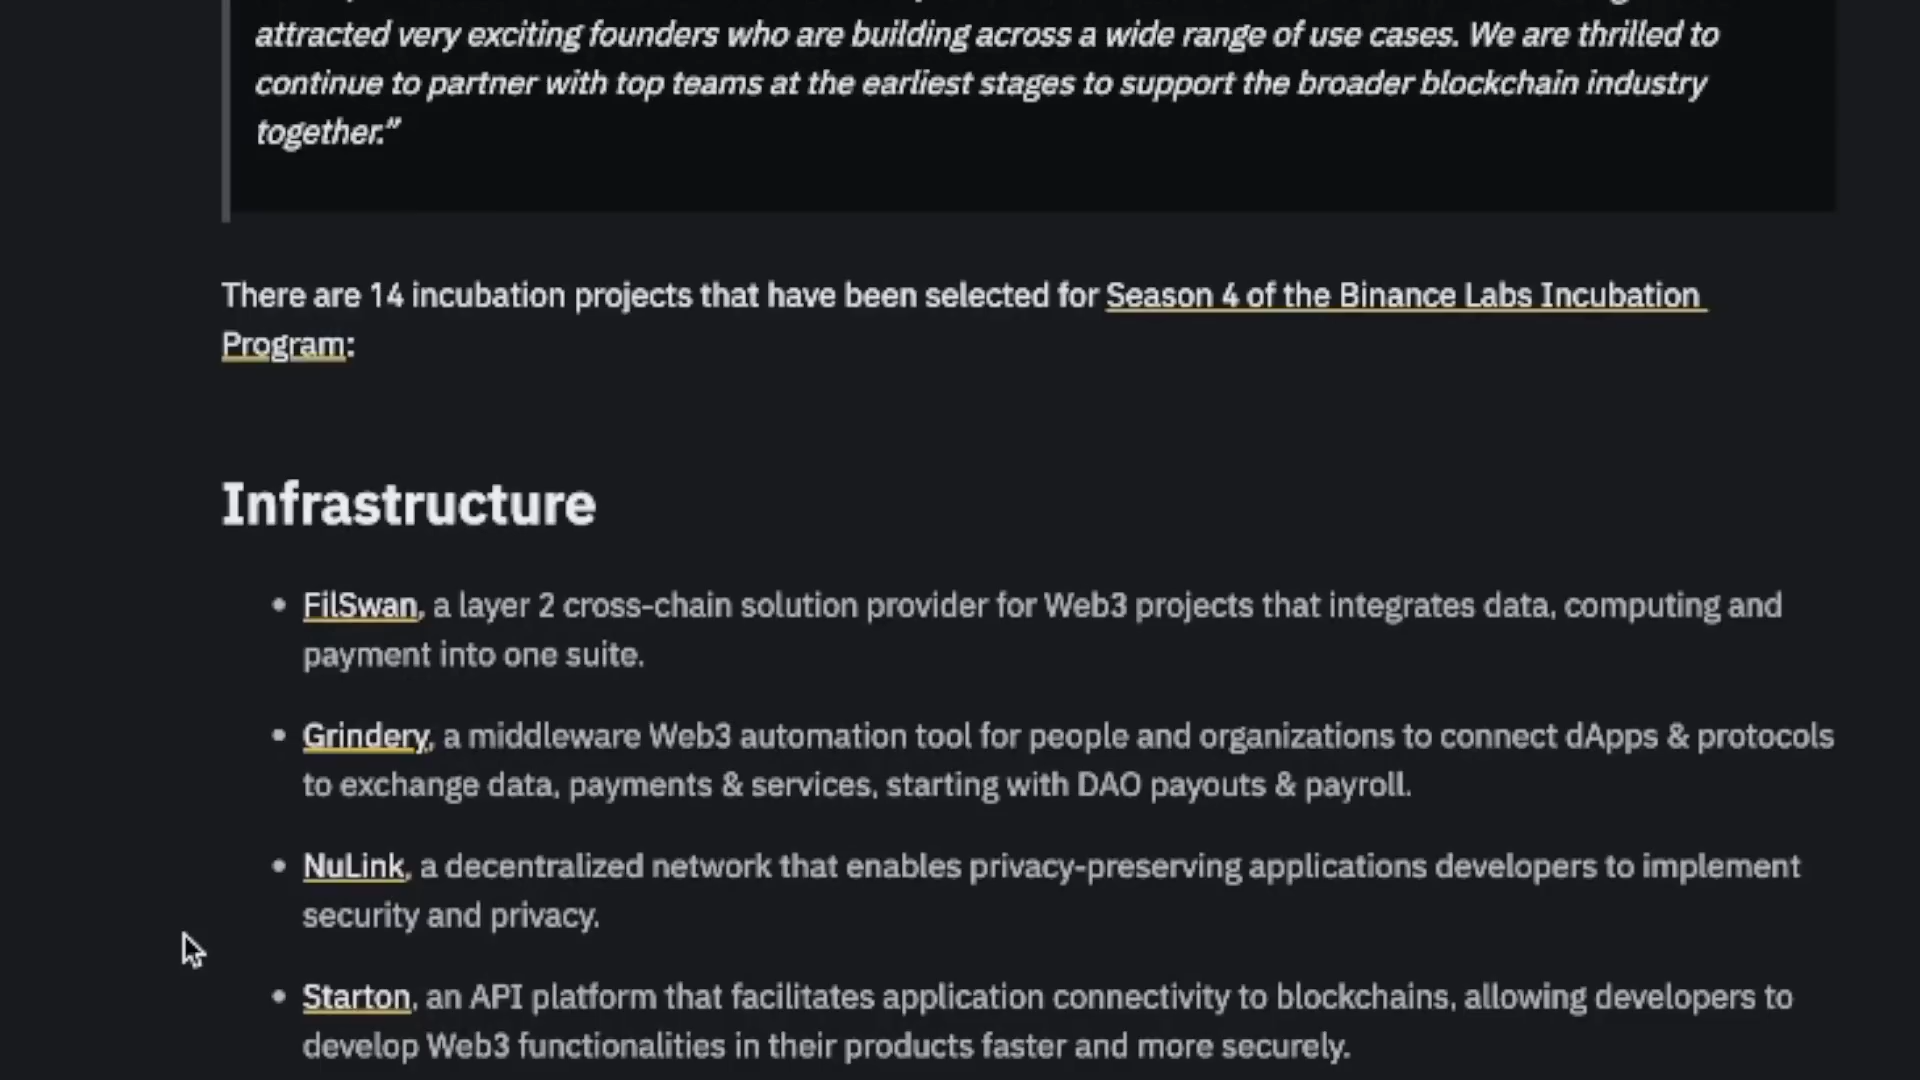 attracted very exciting founders who are building across a wide range of use cases. We are thrilled to
continue to partner with top teams at the earliest stages to support the broader blockchain industry
together.”
There are 14 incubation projects that have been selected for Season 4 of the Binance Labs Incubation
Program:
Infrastructure
• FilSwan, a layer 2 cross-chain solution provider for Web3 projects that integrates data, computing and
payment into one suite.
• Grindery, a middleware Web3 automation tool for people and organizations to connect dApps & protocols
to exchange data, payments & services, starting with DAO payouts & payroll.
• NuLink, a decentralized network that enables privacy-preserving applications developers to implement
security and privacy.
• Starton, an API platform that facilitates application connectivity to blockchains, allowing developers to
develop Web3 functionalities in their products faster and more securely.